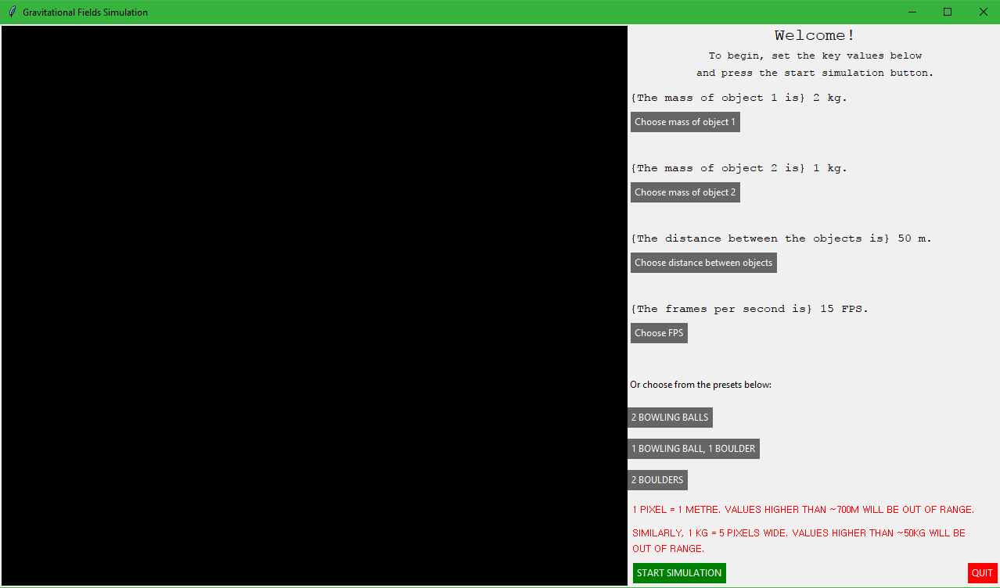 Gravitational Fields Simulation
Welcome!
To begin, set the key values below
and press the start simulation button.
{The mass of object 1 is} 2 kg.
Choose mass of object 1
{The mass of object 2 is} 1 kg.
Choose mass of object 2
{The distance between the objects is} 50 m.
Choose distance between objects
{The frames per second is} 15 FPS.
Choose FPS
Or choose from the presets below:
2 BOWLING BALLS
1 BOWLING BALL, 1 BOULDER
2 BOULDERS
1 PIXEL = 1 METRE. VALUES HIGHER THAN ~700M WILL BE OUT OF RANGE.
SIMILARLY, 1 KG = 5 PIXELS WIDE. VALUES HIGHER THAN ~50KG WILL BE
OUT OF RANGE.
START SIMULATION
QUIT